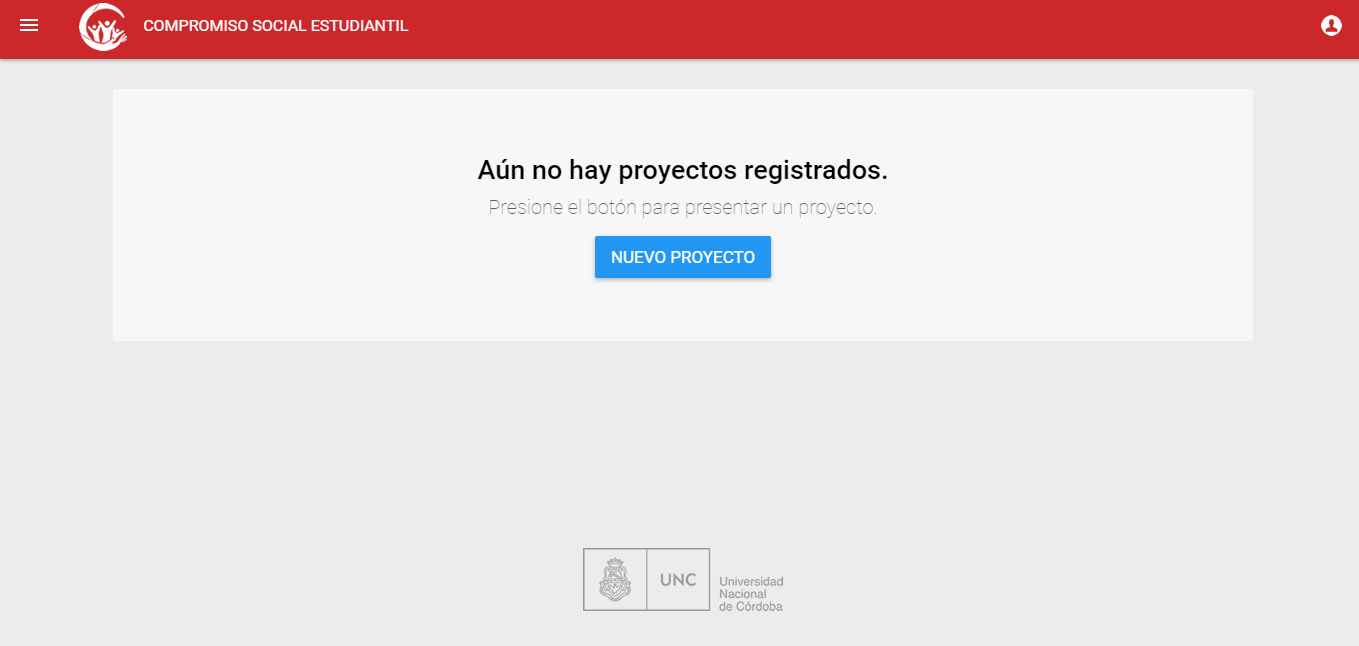 COMPROMISO SOCIAL ESTUDIANTIL
Aún no hay proyectos registrados.
Presione el botón para presentar un proyecto.
NUEVO PROYECTO
UNC
Universidad
Nacional
de Córdoba